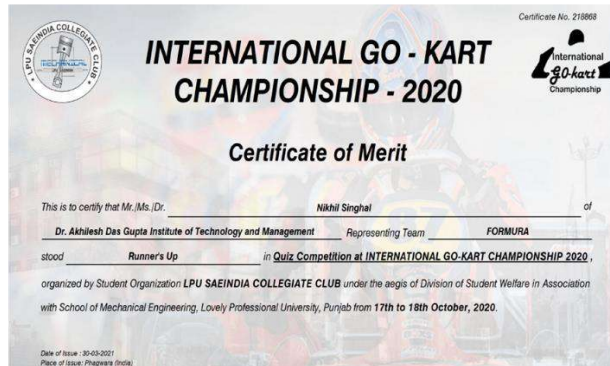 Certificate No. 218868
LPU SAEINDIA COLLEGIATE CLUB
MECHANICAL
INTERNATIONAL GO - KART
CHAMPIONSHIP - 2020
International
go-kart
Championship
Certificate of Merit
This is to certify that Mr./Ms./Dr. Nikhil Singhal of
Dr. Akhilesh Das Gupta Institute of Technology and Management Representing Team FORMURA
stood Runner's Up in Quiz Competition at INTERNATIONAL GO-KART CHAMPIONSHIP 2020 ,
organized by Student Organization LPU SAEINDIA COLLEGIATE CLUB under the aegis of Division of Student Welfare in Association
with School of Mechanical Engineering, Lovely Professional University, Punjab from 17th to 18th October, 2020.
Date of Issue : 30-03-2021
Place of Issue: Phagwara (India)